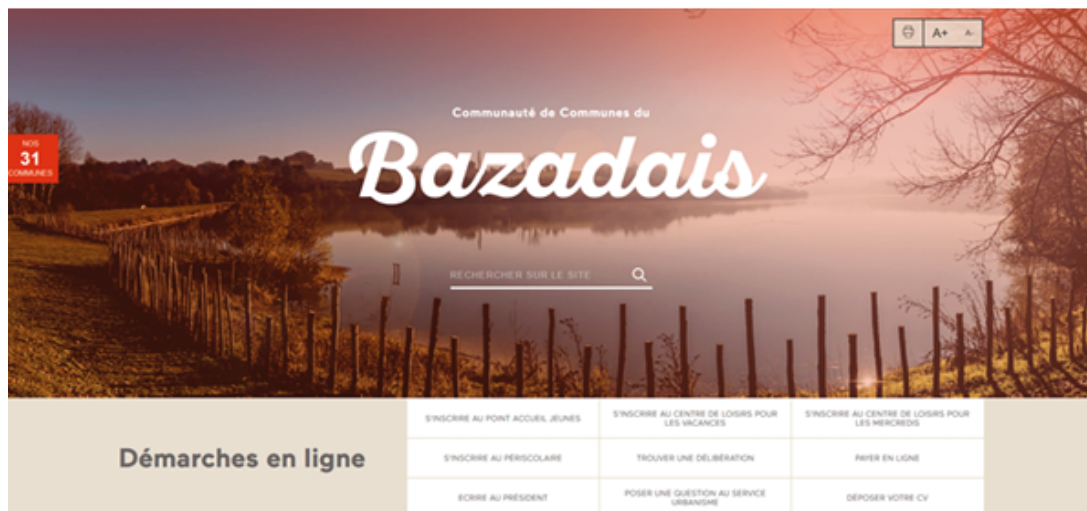 A+ A-
Communauté de Communes du
Bazadais
NOS
31
COMMUNES
RECHERCHER SUR LE SITE
Démarches en ligne
S'INSCRIRE AU POINT ACCUEIL JEUNES
S'INSCRIRE AU CENTRE DE LOISIRS POUR
LES VACANCES
S'INSCRIRE AU CENTRE DE LOISIRS POUR
LES MERCREDIS
S'INSCRIRE AU PÉRISCOLAIRE
TROUVER UNE DÉLIBÉRATION
PAYER EN LIGNE
ECRIRE AU PRÉSIDENT
POSER UNE QUESTION AU SERVICE
URBANISME
DÉPOSER VOTRE CV